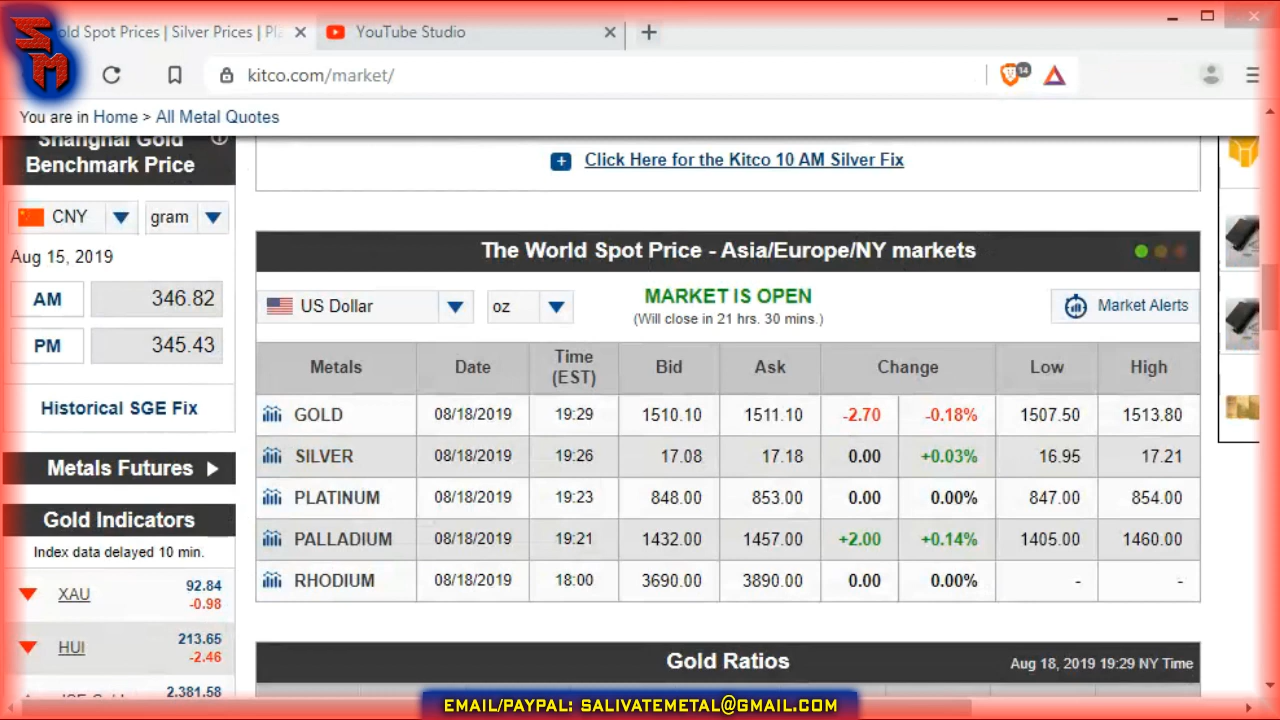 SM
old Spot Prices | Silver Prices | Pl
YouTube Studio
kitco.com/market/
14
You are in Home > All Metal Quotes
Shanghai Gold
Benchmark Price
CNY
gram
Aug 15, 2019
AM 346.82
PM 345.43
Historical SGE Fix
Metals Futures
Gold Indicators
Index data delayed 10 min.
XAU 92.84
-0.98
HUI 213.65
-2.46
2,381.58
Click Here for the Kitco 10 AM Silver Fix
The World Spot Price - Asia/Europe/NY markets
US Dollar
oz
MARKET IS OPEN
(Will close in 21 hrs. 30 mins.)
Market Alerts
Metals Date Time (EST) Bid Ask Change Low High
GOLD 08/18/2019 19:29 1510.10 1511.10 -2.70 -0.18% 1507.50 1513.80
SILVER 08/18/2019 19:26 17.08 17.18 0.00 +0.03% 16.95 17.21
PLATINUM 08/18/2019 19:23 848.00 853.00 0.00 0.00% 847.00 854.00
PALLADIUM 08/18/2019 19:21 1432.00 1457.00 +2.00 +0.14% 1405.00 1460.00
RHODIUM 08/18/2019 18:00 3690.00 3890.00 0.00 0.00% - -
Gold Ratios
Aug 18, 2019 19:29 NY Time
EMAIL/PAYPAL: SALIVATEMETAL@GMAIL.COM